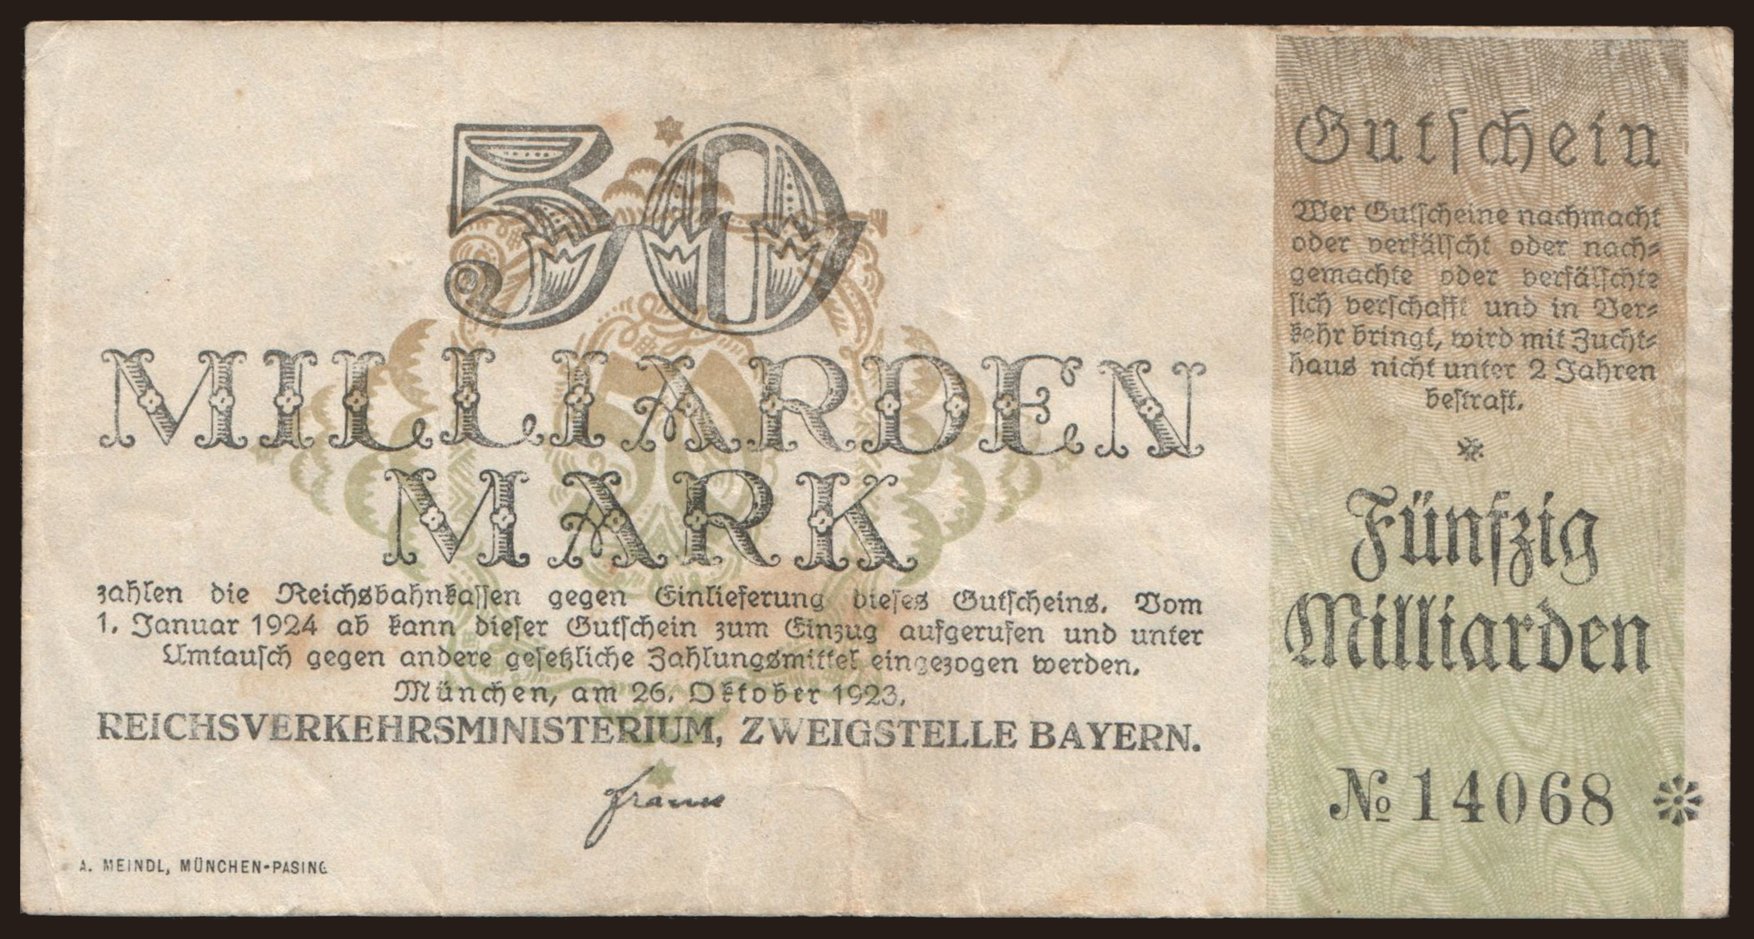 50
MILLIARDEN
MARK
zahlen die Reichsbahnkassen gegen Einlieferung dieses Gutscheins. Vom
1. Januar 1924 ab kann dieser Gutschein zum Einzug aufgerufen und unter
Umtausch gegen andere gesetzliche Zahlungsmittel eingezogen werden.
München, am 26. Oktober 1923.
REICHSVERKEHRSMINISTERIUM, ZWEIGSTELLE BAYERN.
A. MEINDL, MÜNCHEN-PASING
Gutschein
Wer Gutscheine nachmacht
oder verfälscht oder nach-
gemachte oder verfälschte
sich verschafft und in Ver-
kehr bringt, wird mit Zucht-
haus nicht unter 2 Jahren
bestraft.
Fünfzig
Milliarden
№ 14068
50